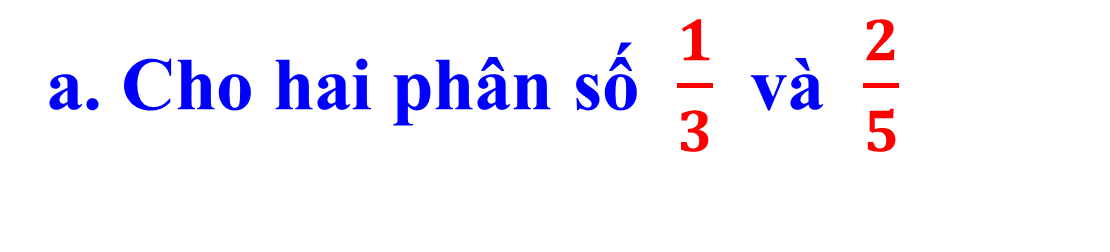 a. Cho hai phân số 1/3 và 2/5